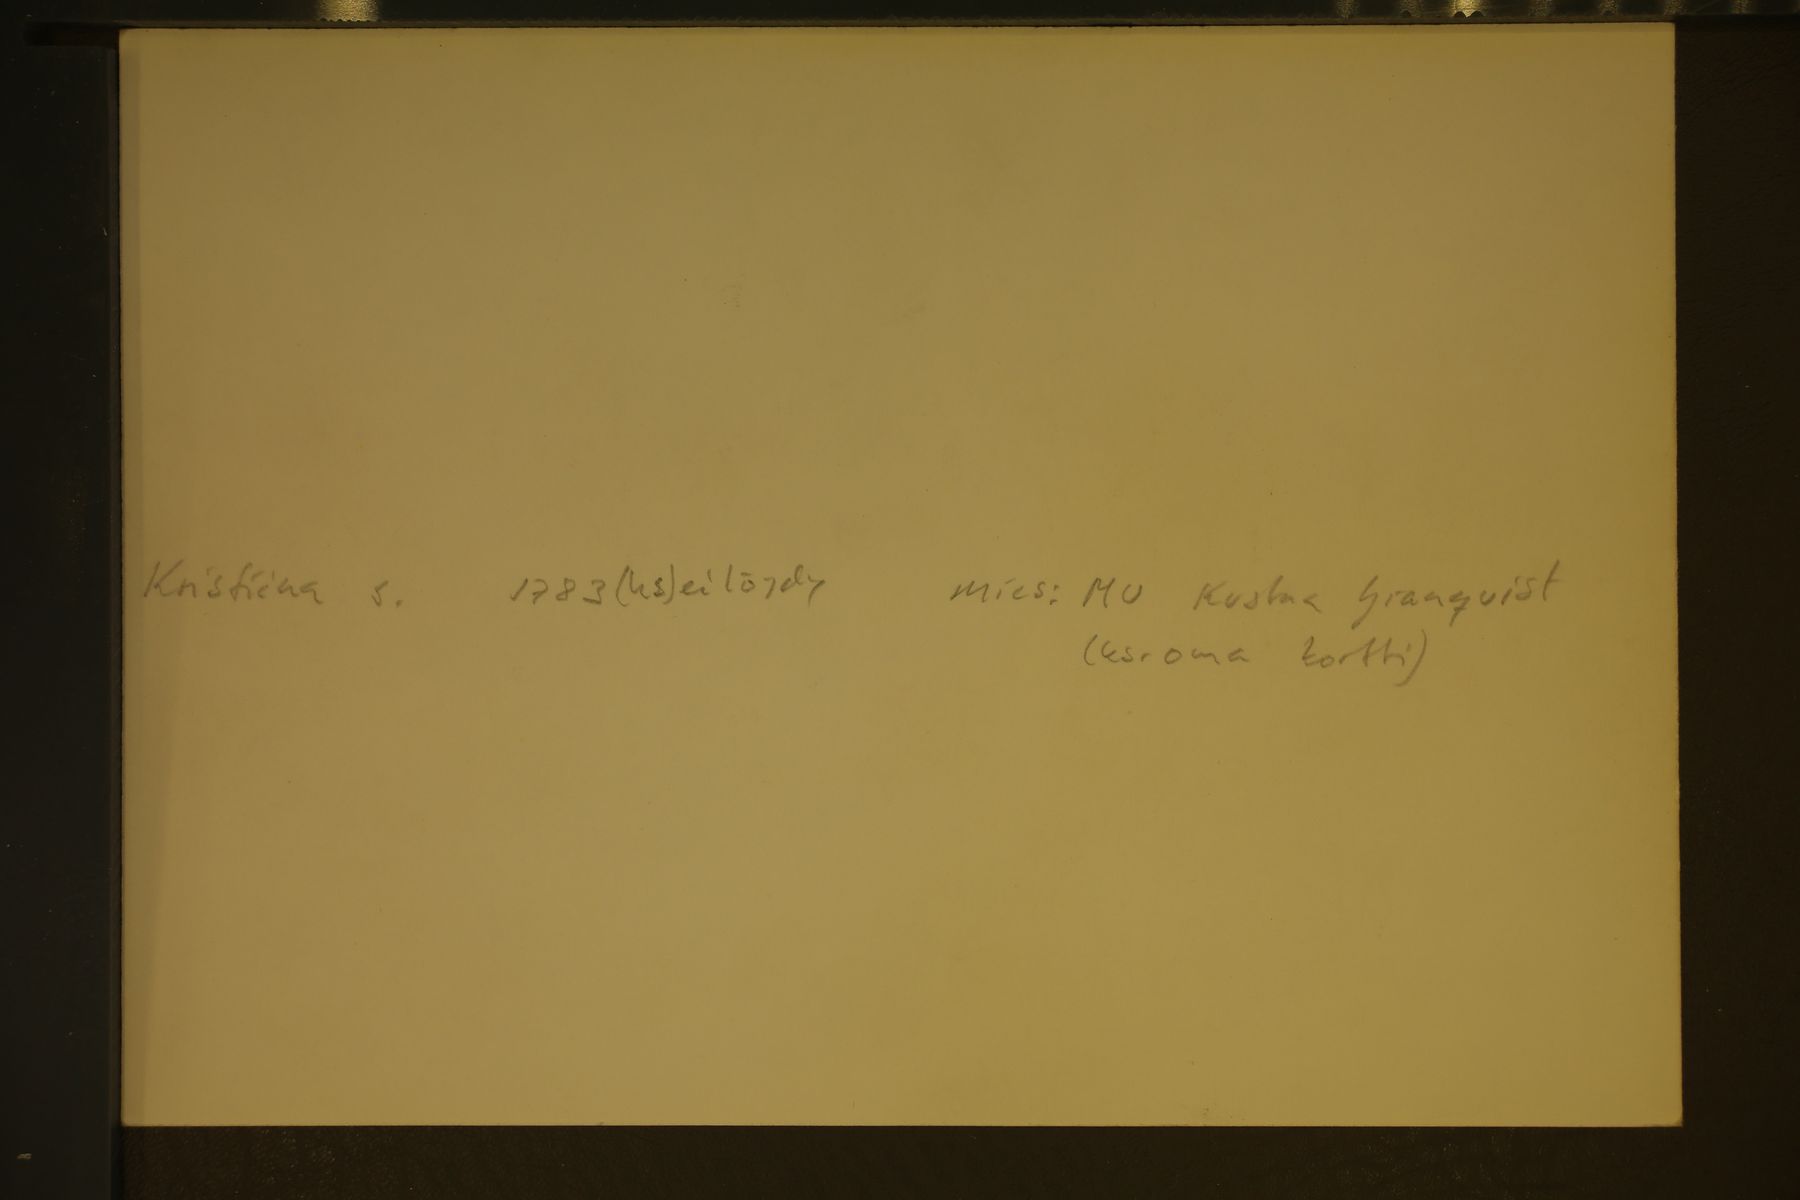 Kristiina s. 1783 (ks) ei löydy mies: MU Kustaa Granqvist
(ks. oma kortti)